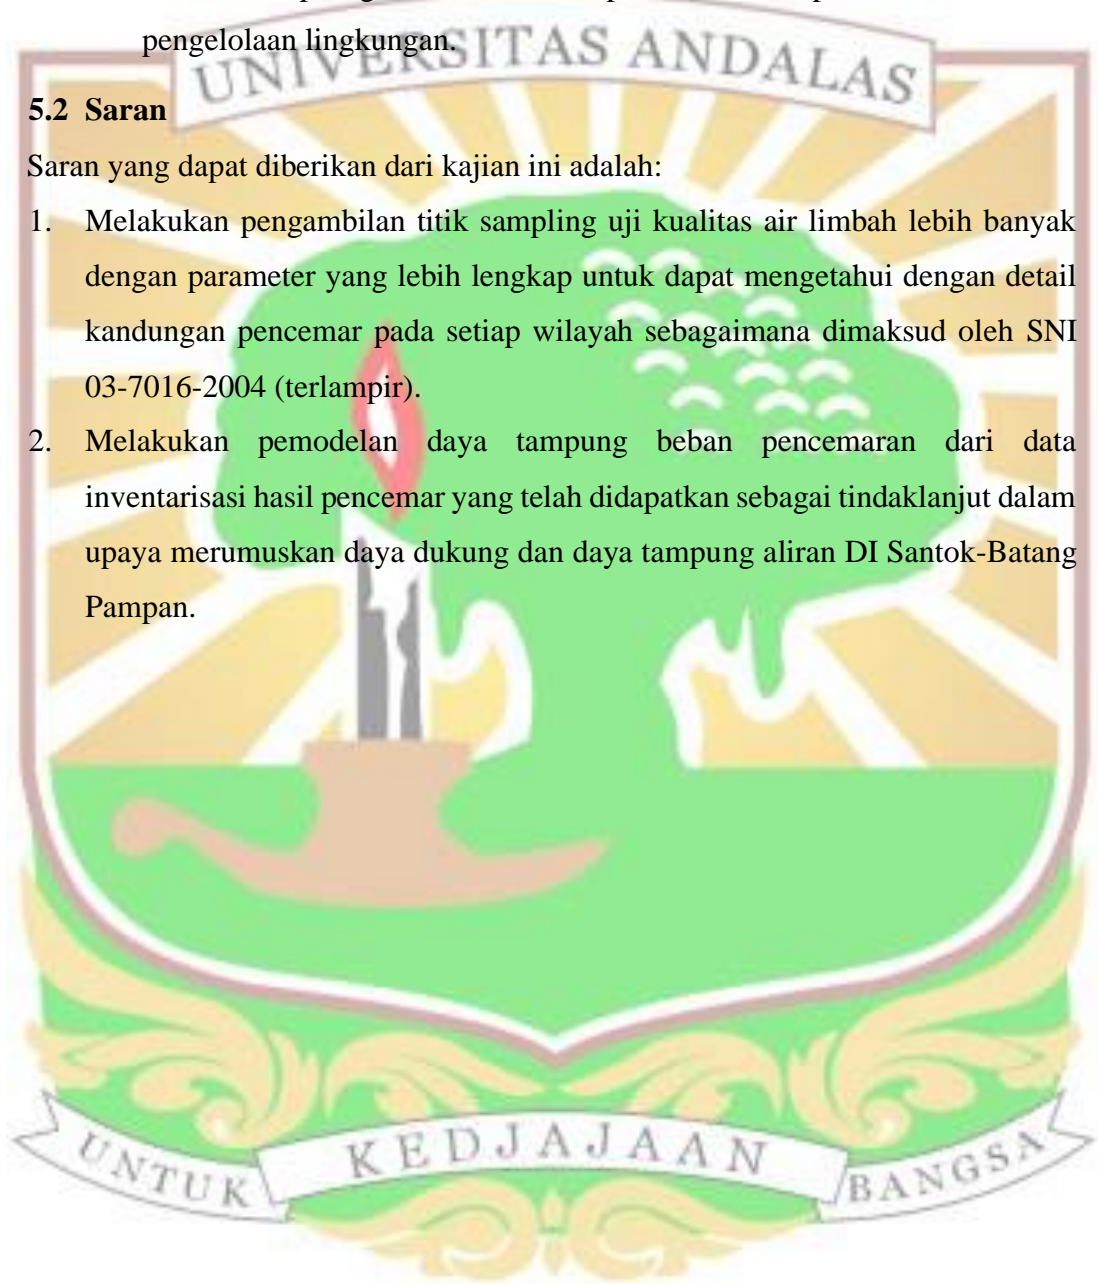 pengelolaan lingkungan.
UNIVERSITAS ANDALAS
5.2 Saran
Saran yang dapat diberikan dari kajian ini adalah:
1. Melakukan pengambilan titik sampling uji kualitas air limbah lebih banyak
dengan parameter yang lebih lengkap untuk dapat mengetahui dengan detail
kandungan pencemar pada setiap wilayah sebagaimana dimaksud oleh SNI
03-7016-2004 (terlampir).
2. Melakukan pemodelan daya tampung beban pencemaran dari data
inventarisasi hasil pencemar yang telah didapatkan sebagai tindaklanjut dalam
upaya merumuskan daya dukung dan daya tampung aliran DI Santok-Batang
Pampan.
UNTUK KEDJAJAAN BANGSA